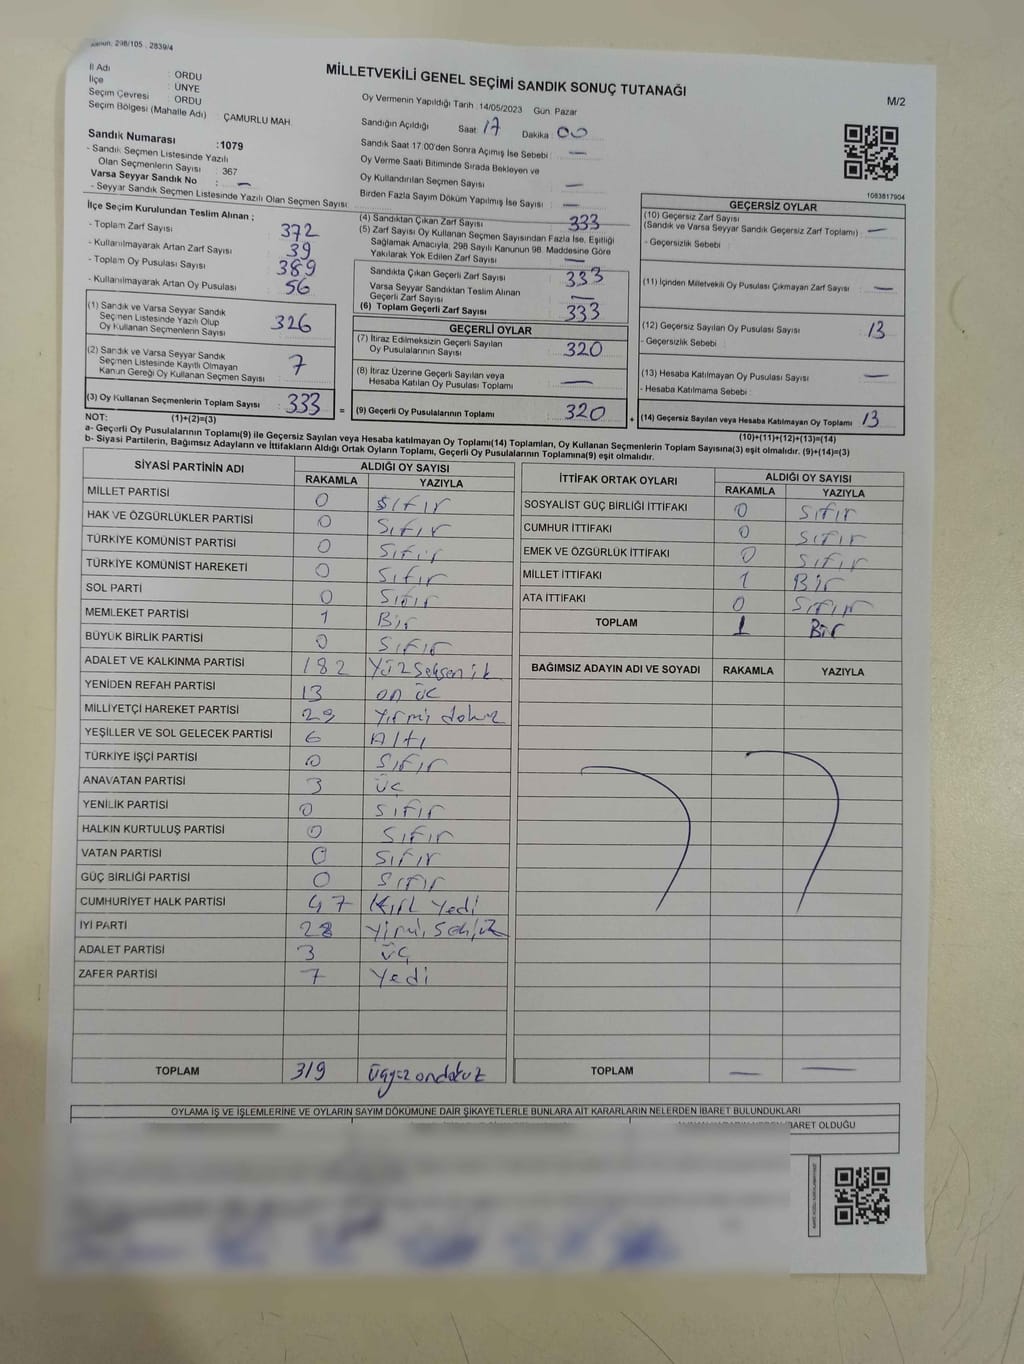 Kanun: 298/105 , 2839/4
MİLLETVEKİLİ GENEL SEÇİMİ SANDIK SONUÇ TUTANAĞI
M/2
İl Adı : ORDU
İlçe : ÜNYE
Seçim Çevresi : ORDU
Seçim Bölgesi (Mahalle Adı) : ÇAMURLU MAH.
Oy Vermenin Yapıldığı Tarih : 14/05/2023 Gün: Pazar
Sandığın Açıldığı Saat : 17 Dakika : 00
Sandık Saat 17:00'den Sonra Açımış İse Sebebi : —
Oy Verme Saati Bitiminde Sırada Bekleyen ve
Oy Kullandırılan Seçmen Sayısı : —
Birden Fazla Sayım Döküm Yapılmış İse Sayısı : —
Sandık Numarası : 1079
- Sandık Seçmen Listesinde Yazılı
Olan Seçmenlerin Sayısı : 367
Varsa Seyyar Sandık No : —
- Seyyar Sandık Seçmen Listesinde Yazılı Olan Seçmen Sayısı :
1083817904
İlçe Seçim Kurulundan Teslim Alınan ;
- Toplam Zarf Sayısı : 372
- Kullanılmayarak Artan Zarf Sayısı : 39
- Toplam Oy Pusulası Sayısı : 389
- Kullanılmayarak Artan Oy Pusulası : 56
(1) Sandık ve Varsa Seyyar Sandık
Seçmen Listesinde Yazılı Olup
Oy Kullanan Seçmenlerin Sayısı : 326
(2) Sandık ve Varsa Seyyar Sandık
Seçmen Listesinde Kayıtlı Olmayan
Kanun Gereği Oy Kullanan Seçmen Sayısı : 7
(3) Oy Kullanan Seçmenlerin Toplam Sayısı : 333 =
(4) Sandıktan Çıkan Zarf Sayısı : 333
(5) Zarf Sayısı Oy Kullanan Seçmen Sayısından Fazla İse, Eşitliği
Sağlamak Amacıyla, 298 Sayılı Kanunun 98. Maddesine Göre
Yakılarak Yok Edilen Zarf Sayısı : —
Sandıkta Çıkan Geçerli Zarf Sayısı : 333
Varsa Seyyar Sandıktan Teslim Alınan
Geçerli Zarf Sayısı : —
(6) Toplam Geçerli Zarf Sayısı : 333
GEÇERLİ OYLAR
(7) İtiraz Edilmeksizin Geçerli Sayılan
Oy Pusulalarının Sayısı : 320
(8) İtiraz Üzerine Geçerli Sayılan veya
Hesaba Katılan Oy Pusulası Toplamı : —
(9) Geçerli Oy Pusulalarının Toplamı : 320 +
GEÇERSİZ OYLAR
(10) Geçersiz Zarf Sayısı
(Sandık ve Varsa Seyyar Sandık Geçersiz Zarf Toplamı) : —
- Geçersizlik Sebebi :
(11) İçinden Milletvekili Oy Pusulası Çıkmayan Zarf Sayısı : —
(12) Geçersiz Sayılan Oy Pusulası Sayısı : 13
- Geçersizlik Sebebi :
(13) Hesaba Katılmayan Oy Pusulası Sayısı : —
- Hesaba Katılmama Sebebi :
(14) Geçersiz Sayılan veya Hesaba Katılmayan Oy Toplamı : 13
NOT: (1)+(2)=(3) (10)+(11)+(12)+(13)=(14)
a- Geçerli Oy Pusulalarının Toplamı(9) ile Geçersiz Sayılan veya Hesaba katılmayan Oy Toplamı(14) Toplamları, Oy Kullanan Seçmenlerin Toplam Sayısına(3) eşit olmalıdır. (9)+(14)=(3)
b- Siyasi Partilerin, Bağımsız Adayların ve İttifakların Aldığı Ortak Oyların Toplamı, Geçerli Oy Pusulalarının Toplamına(9) eşit olmalıdır.
SİYASİ PARTİNİN ADI ALDIĞI OY SAYISI
RAKAMLA YAZIYLA
MİLLET PARTİSİ 0 Sıfır
HAK VE ÖZGÜRLÜKLER PARTİSİ 0 Sıfır
TÜRKİYE KOMÜNİST PARTİSİ 0 Sıfır
TÜRKİYE KOMÜNİST HAREKETİ 0 Sıfır
SOL PARTİ 0 Sıfır
MEMLEKET PARTİSİ 1 Bir
BÜYÜK BİRLİK PARTİSİ 0 Sıfır
ADALET VE KALKINMA PARTİSİ 182 Yüz Seksen ik
YENİDEN REFAH PARTİSİ 13 on üç
MİLLİYETÇİ HAREKET PARTİSİ 29 Yirmi dokuz
YEŞİLLER VE SOL GELECEK PARTİSİ 6 Altı
TÜRKİYE İŞÇİ PARTİSİ 0 Sıfır
ANAVATAN PARTİSİ 3 üç
YENİLİK PARTİSİ 0 Sıfır
HALKIN KURTULUŞ PARTİSİ 0 Sıfır
VATAN PARTİSİ 0 Sıfır
GÜÇ BİRLİĞİ PARTİSİ 0 Sıfır
CUMHURİYET HALK PARTİSİ 47 Kırk Yedi
İYİ PARTİ 28 Yirmi Sekiz
ADALET PARTİSİ 3 üç
ZAFER PARTİSİ 7 Yedi
TOPLAM 319 Üçyüz ondokuz
İTTİFAK ORTAK OYLARI ALDIĞI OY SAYISI
RAKAMLA YAZIYLA
SOSYALİST GÜÇ BİRLİĞİ İTTİFAKI 0 Sıfır
CUMHUR İTTİFAKI 0 Sıfır
EMEK VE ÖZGÜRLÜK İTTİFAKI 0 Sıfır
MİLLET İTTİFAKI 1 Bir
ATA İTTİFAKI 0 Sıfır
TOPLAM 1 Bir
BAĞIMSIZ ADAYIN ADI VE SOYADI RAKAMLA YAZIYLA
TOPLAM — —
OYLAMA İŞ VE İŞLEMLERİNE VE OYLARIN SAYIM DÖKÜMÜNE DAİR ŞİKAYETLERLE BUNLARA AİT KARARLARIN NELERDEN İBARET BULUNDUKLARI
İBARET OLDUĞU